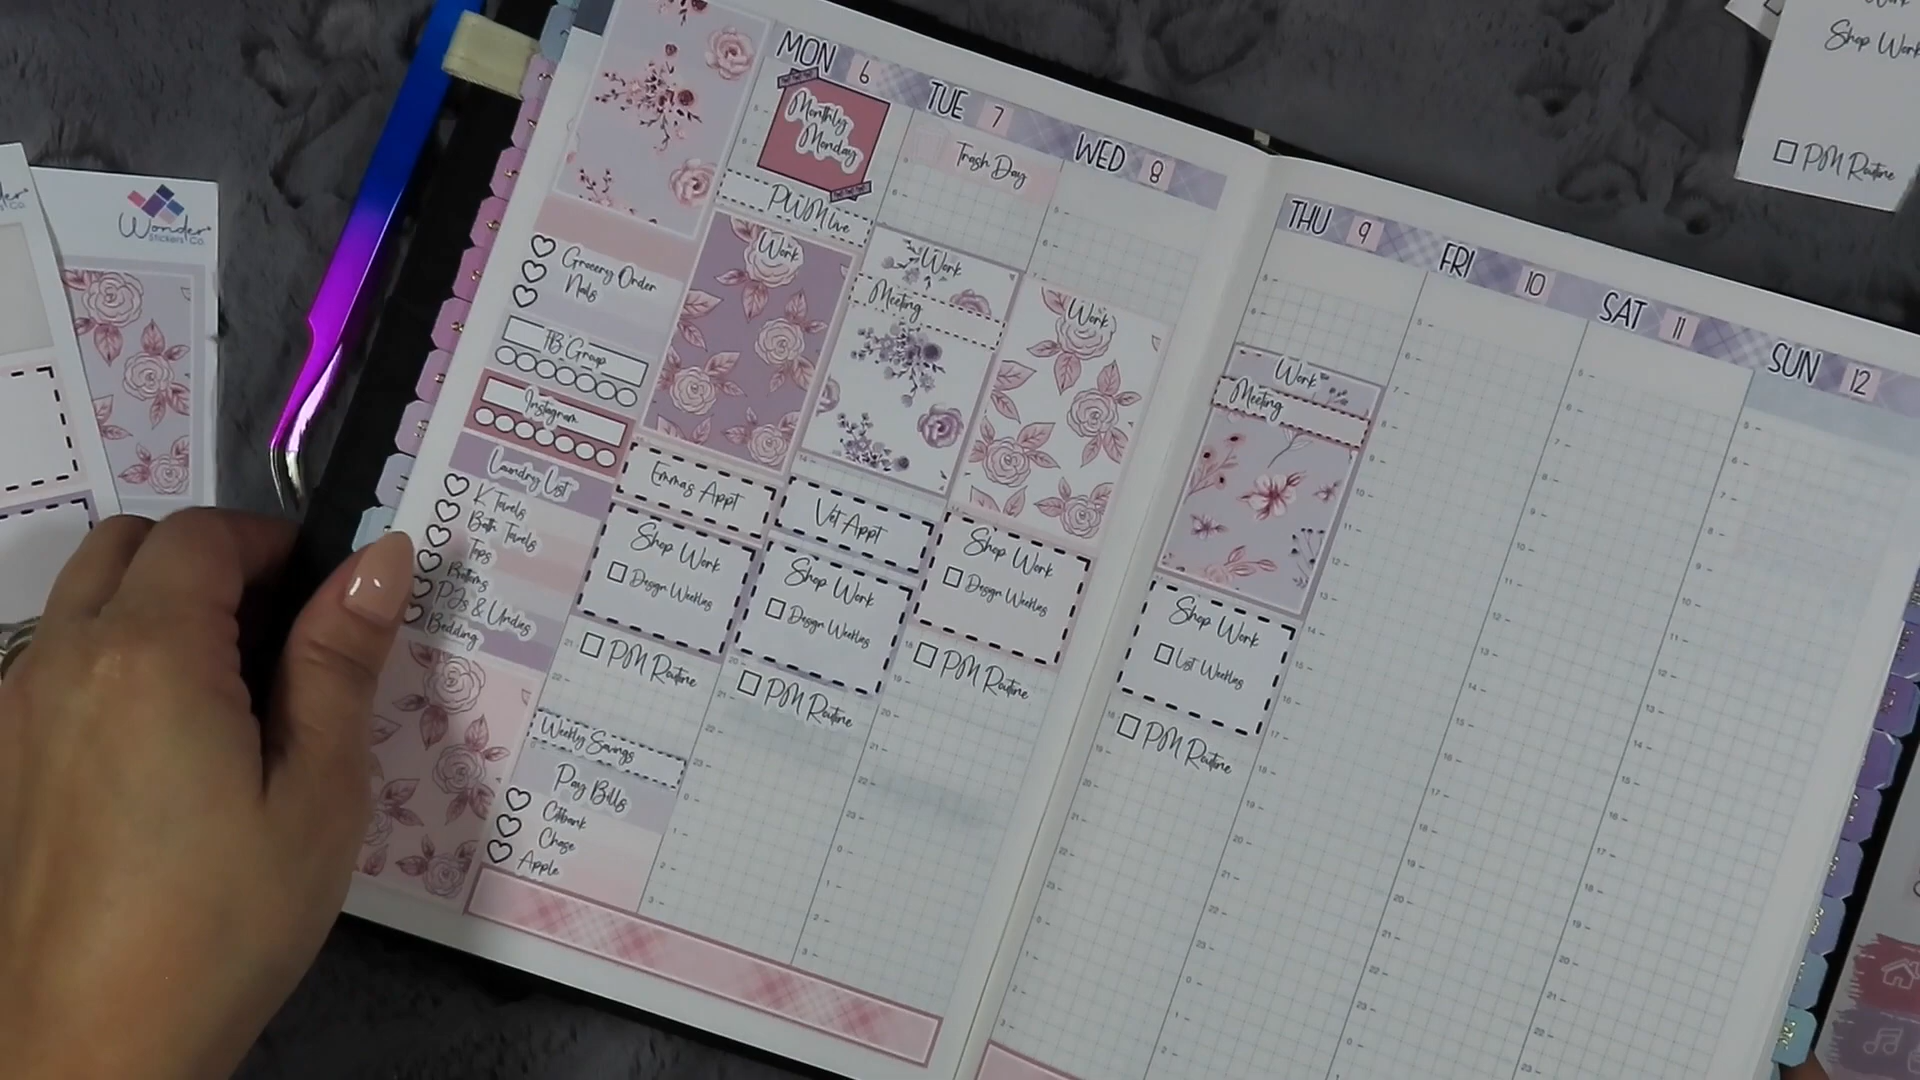 Wonder
Stickers Co.
MON 6
Monthly
Monday
PWM live
Work
Emmas Appt
Shop Work
Design Weeklies
PM Routine
TUE 7
Trash Day
Work
Meeting
Vet Appt
Shop Work
Design Weeklies
PM Routine
WED 8
Work
Shop Work
Design Weeklies
PM Routine
THU 9
Work
Meeting
Shop Work
List Weeklies
PM Routine
FRI 10
SAT 11
SUN 12
Grocery Order
Nails
FB Group
Instagram
Laundry List
K Towels
Bath Towels
Tops
Bottoms
PJs & Undies
Bedding
Weekly Savings
Pay Bills
Citibank
Chase
Apple
Shop Work
PM Routine